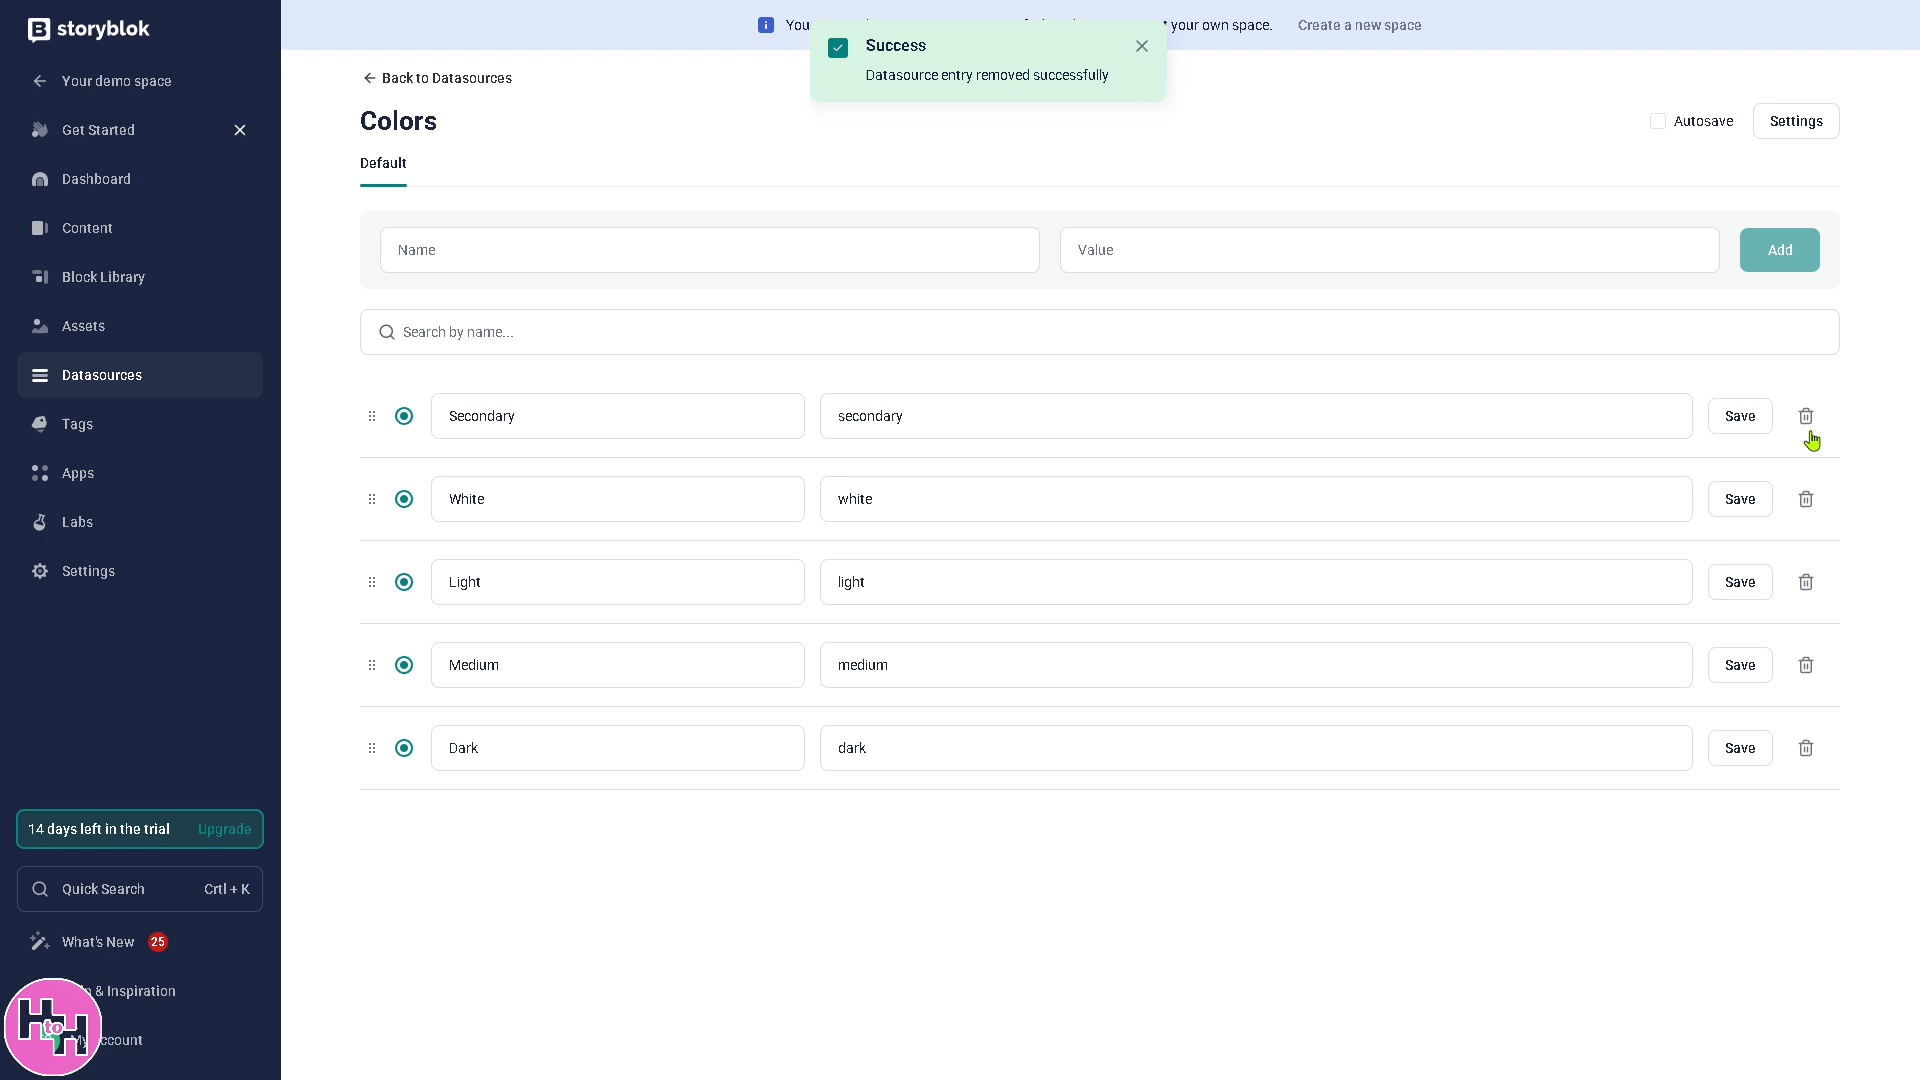 storyblok
Your demo space
Get Started
Dashboard
Content
Block Library
Assets
Datasources
Tags
Apps
Labs
Settings
14 days left in the trial Upgrade
Quick Search Crtl + K
What's New 25
& Inspiration
H to H
You
your own space. Create a new space
Success
Datasource entry removed successfully
Back to Datasources
Colors
Autosave Settings
Default
Name Value Add
Search by name...
Secondary secondary Save
White white Save
Light light Save
Medium medium Save
Dark dark Save